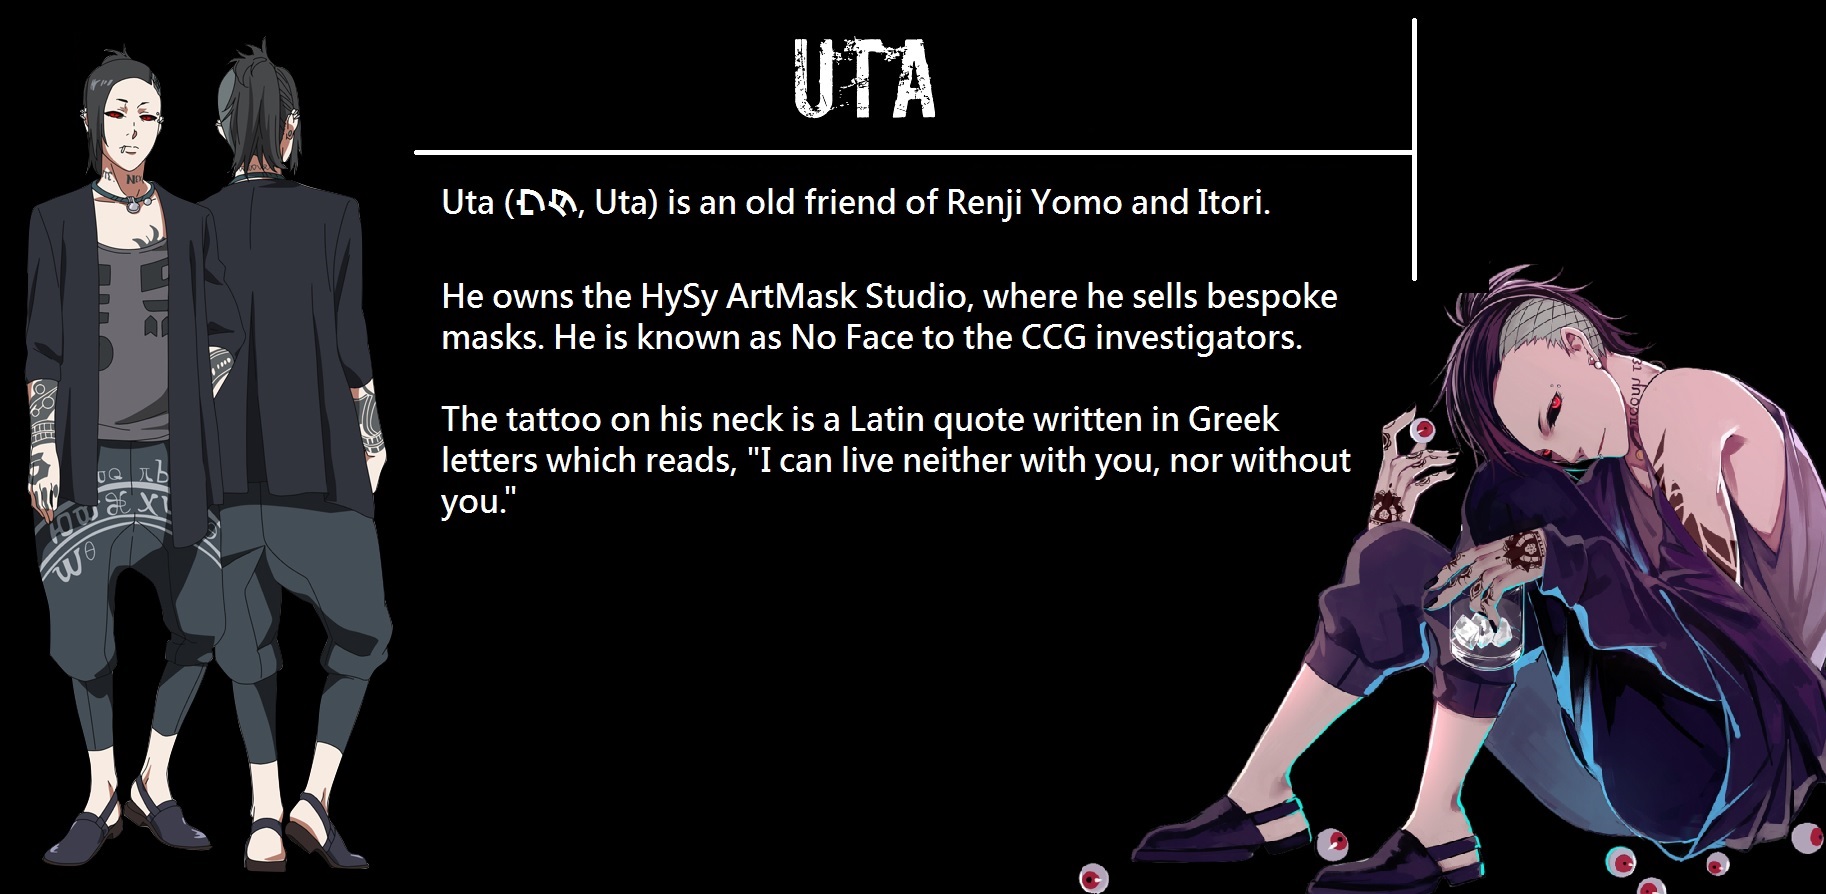 UTA
Uta (ウタ, Uta) is an old friend of Renji Yomo and Itori.
He owns the HySy ArtMask Studio, where he sells bespoke
masks. He is known as No Face to the CCG investigators.
The tattoo on his neck is a Latin quote written in Greek
letters which reads, "I can live neither with you, nor without
you."